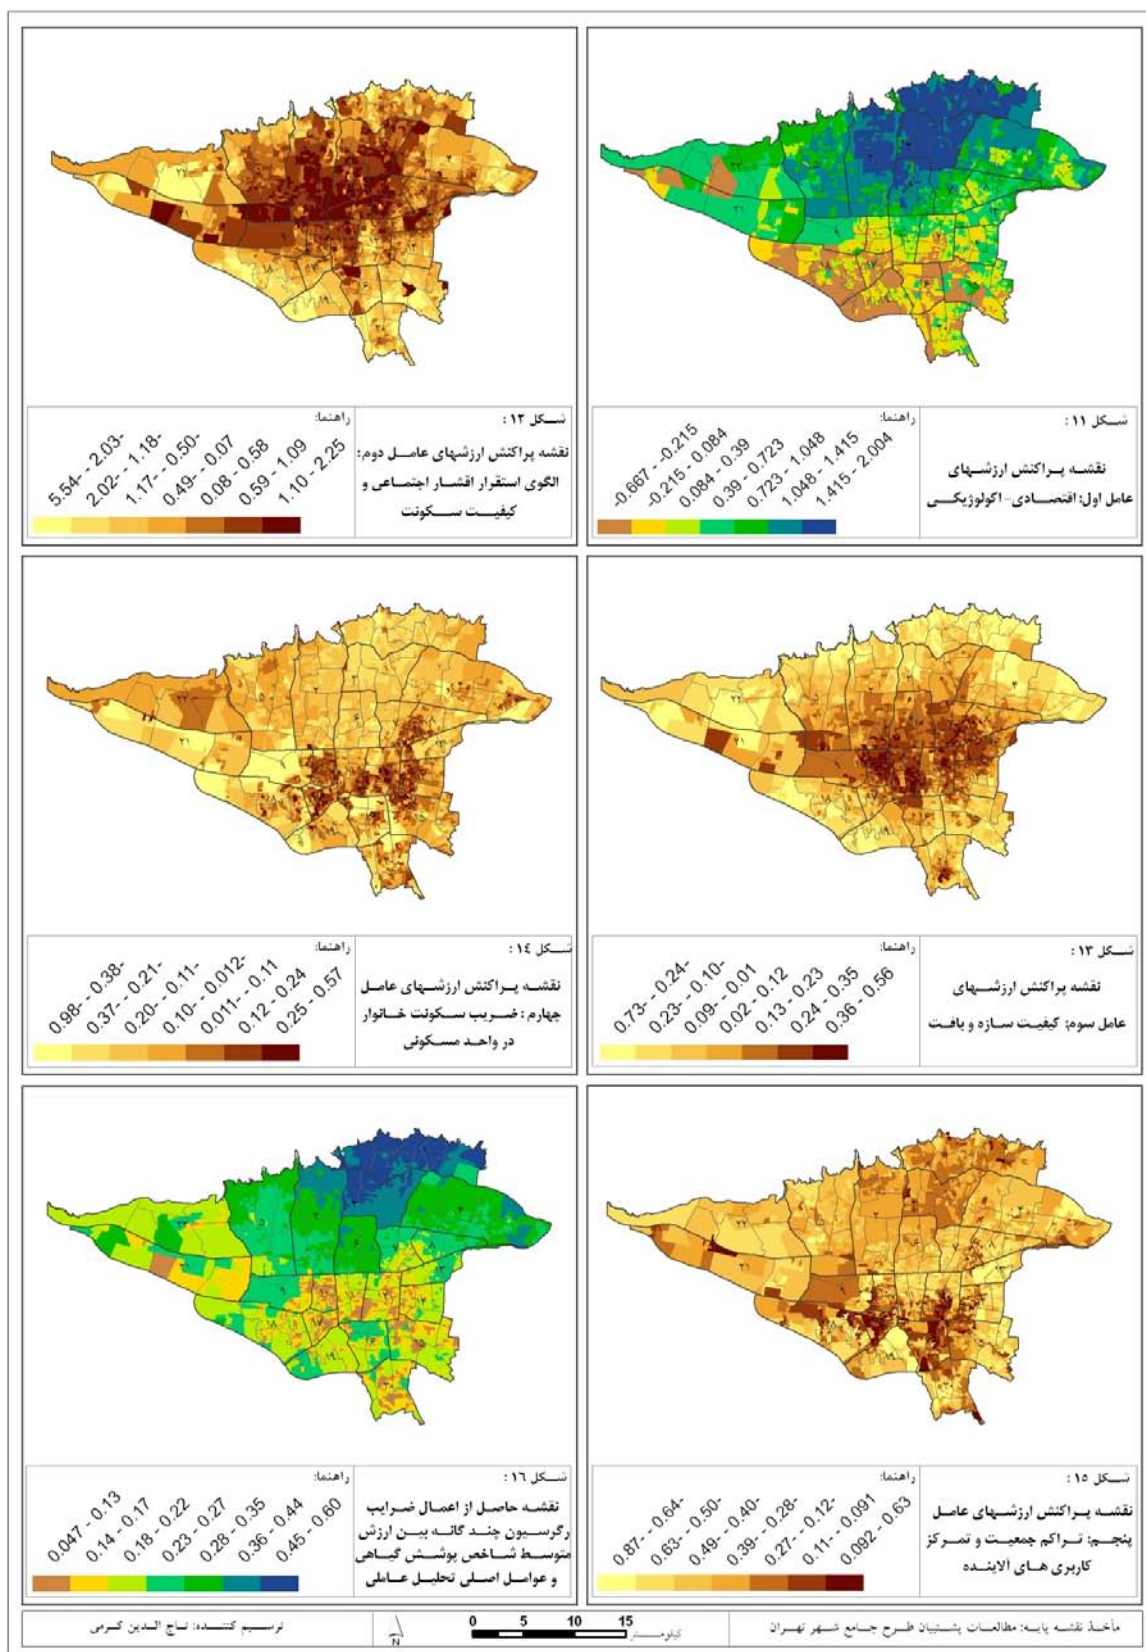 شکل ۱۱ :
نقشه پراکنش ارزشهای
عامل اول: اقتصادی- اکولوژیکی
راهنما:
-0.667 - -0.215
-0.215 - 0.084
0.084 - 0.39
0.39 - 0.723
0.723 - 1.048
1.048 - 1.415
1.415 - 2.004
شکل ۱۲ :
نقشه پراکنش ارزشهای عامل دوم:
الگوی استقرار اقشار اجتماعی و
کیفیت سکونت
راهنما:
5.54- - 2.03-
2.02 - 1.18-
1.17 - 0.50-
0.49 - 0.07
0.08 - 0.58
0.59 - 1.09
1.10 - 2.25
شکل ۱۳ :
نقشه پراکنش ارزشهای
عامل سوم: کیفیت سازه و بافت
راهنما:
0.73- - 0.24-
0.23- - 0.10-
0.09- - 0.01
0.02 - 0.12
0.13 - 0.23
0.24 - 0.35
0.36 - 0.56
شکل ۱٤ :
نقشه پراکنش ارزشهای عامل
چهارم : ضریب سکونت خانوار
در واحد مسکونی
راهنما:
0.98- - 0.38-
0.37- - 0.21-
0.20 - 0.11-
0.10- - 0.012-
0.011- - 0.11
0.12 - 0.24
0.25 - 0.57
شکل ۱٥ :
نقشه پراکنش ارزشهای عامل
پنجم: تراکم جمعیت و تمرکز
کاربری های آلاینده
راهنما:
0.87- - 0.64-
0.63 - 0.50-
0.49 - 0.40-
0.39 - 0.28-
0.27 - 0.12-
0.11 - 0.091
0.092 - 0.63
شکل ۱٦ :
نقشه حاصل از اعمال ضرایب
رگرسیون چند گانه بین ارزش
متوسط شاخص پوشش گیاهی
و عوامل اصلی تحلیل عاملی
راهنما:
0.047 - 0.13
0.14 - 0.17
0.18 - 0.22
0.23 - 0.27
0.28 - 0.35
0.36 - 0.44
0.45 - 0.60
مأخذ نقشه پایه: مطالعات پشتیبان طرح جامع شهر تهران
0 5 10 15
کیلومتر
N
ترسیم کننده: تاج الدین کرمی